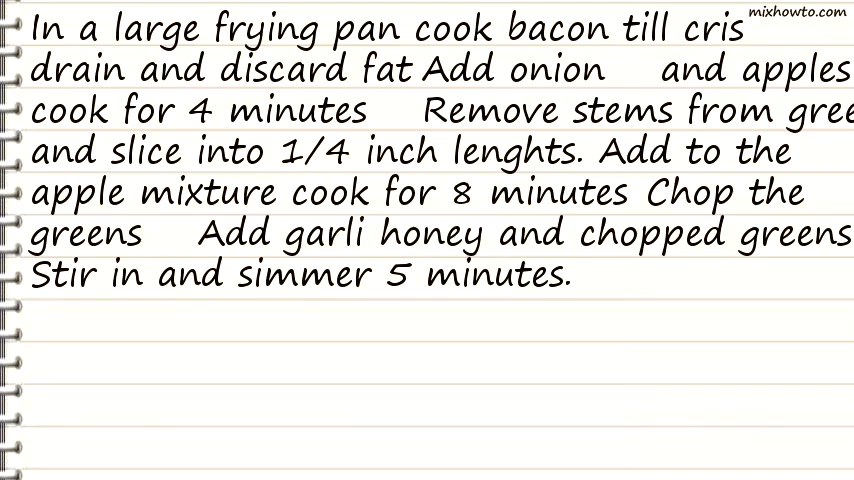 mixhowto.com
In a large frying pan cook bacon till cris
drain and discard fat Add onion and apples
cook for 4 minutes Remove stems from gree
and slice into 1/4 inch lenghts. Add to the
apple mixture cook for 8 minutes Chop the
greens Add garli honey and chopped greens
Stir in and simmer 5 minutes.